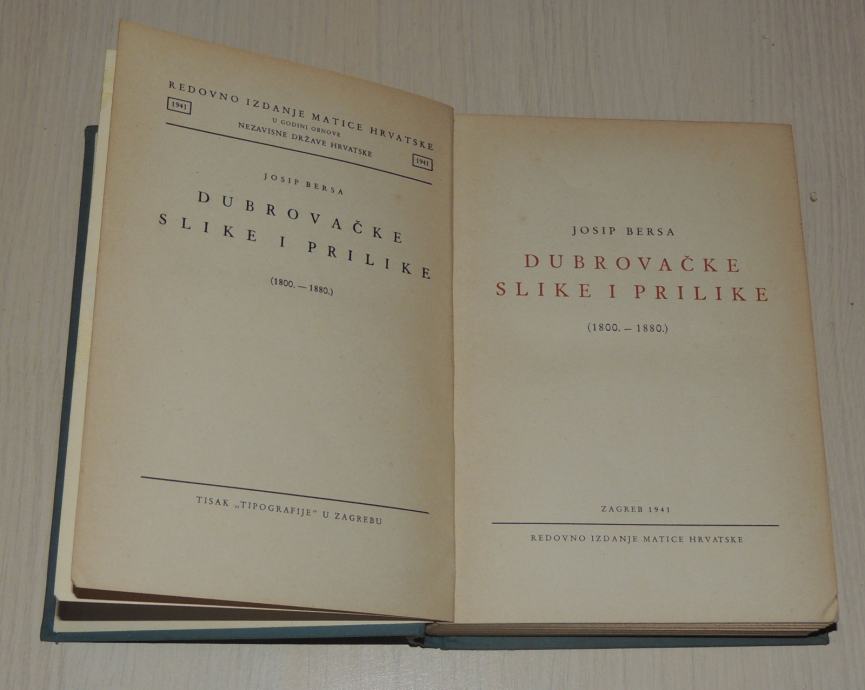 REDOVNO IZDANJE MATICE HRVATSKE
1941
U GODINI OBNOVE
NEZAVISNE DRŽAVE HRVATSKE
1941
JOSIP BERSA
DUBROVAČKE
SLIKE I PRILIKE
(1800. — 1880.)
TISAK „TIPOGRAFIJE" U ZAGREBU
JOSIP BERSA
DUBROVAČKE
SLIKE I PRILIKE
(1800. – 1880.)
ZAGREB 1941
REDOVNO IZDANJE MATICE HRVATSKE